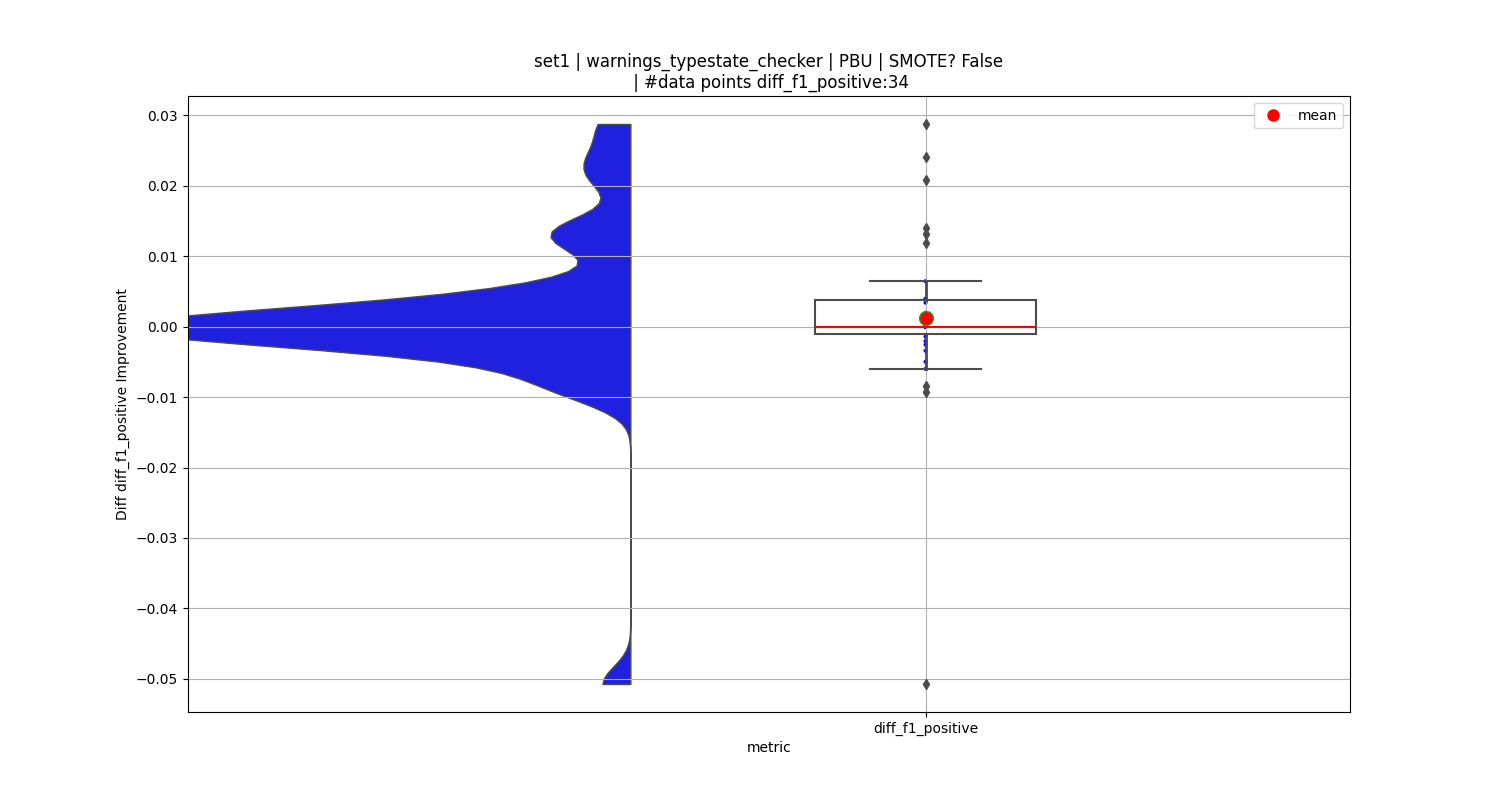 set1 | warnings_typestate_checker | PBU | SMOTE? False
| #data points diff_f1_positive:34
mean
0.03
0.02
0.01
0.00
−0.01
−0.02
−0.03
−0.04
−0.05
Diff diff_f1_positive Improvement
diff_f1_positive
metric